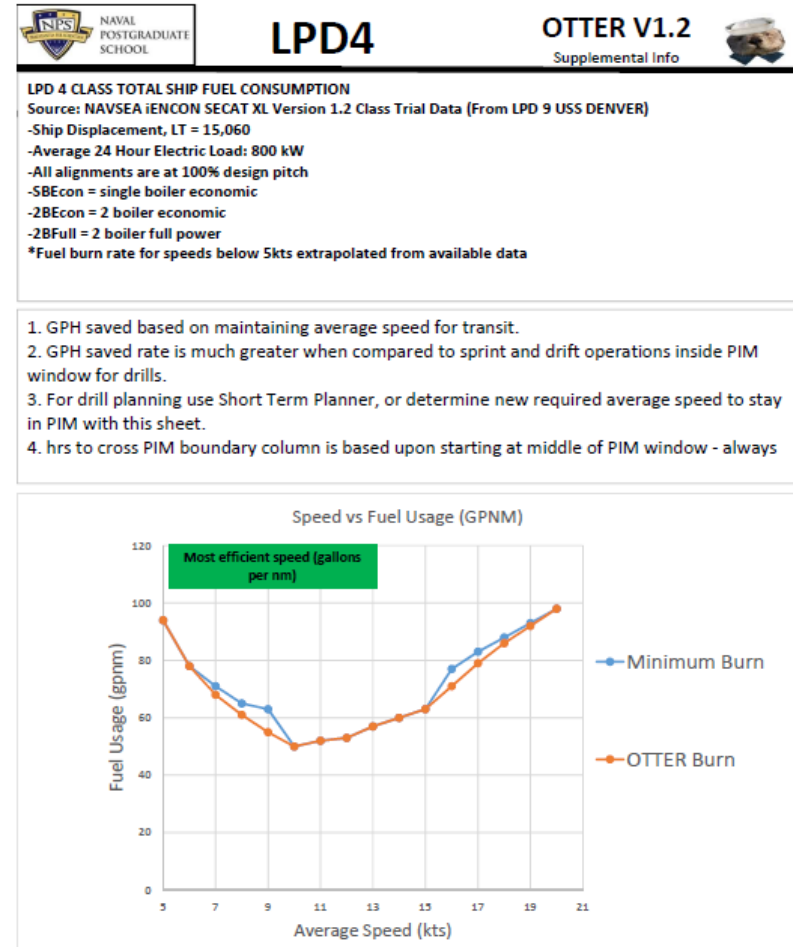 NPS
NAVAL
POSTGRADUATE
SCHOOL
LPD4
OTTER V1.2
Supplemental Info
LPD 4 CLASS TOTAL SHIP FUEL CONSUMPTION
Source: NAVSEA iENCON SECAT XL Version 1.2 Class Trial Data (From LPD 9 USS DENVER)
-Ship Displacement, LT = 15,060
-Average 24 Hour Electric Load: 800 kW
-All alignments are at 100% design pitch
-SBEcon = single boiler economic
-2BEcon = 2 boiler economic
-2BFull = 2 boiler full power
*Fuel burn rate for speeds below 5kts extrapolated from available data
1. GPH saved based on maintaining average speed for transit.
2. GPH saved rate is much greater when compared to sprint and drift operations inside PIM
window for drills.
3. For drill planning use Short Term Planner, or determine new required average speed to stay
in PIM with this sheet.
4. hrs to cross PIM boundary column is based upon starting at middle of PIM window - always
Speed vs Fuel Usage (GPNM)
Most efficient speed (gallons
per nm)
Fuel Usage (gpnm)
120
100
80
60
40
20
0
5 7 9 11 13 15 17 19 21
Average Speed (kts)
Minimum Burn
OTTER Burn